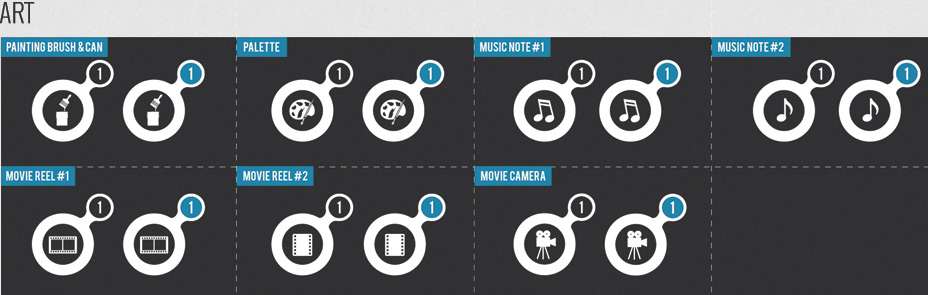 ART
PAINTING BRUSH & CAN
PALETTE
MUSIC NOTE #1
MUSIC NOTE #2
1 1 1 1 1 1 1 1
MOVIE REEL #1
MOVIE REEL #2
MOVIE CAMERA
1 1 1 1 1 1